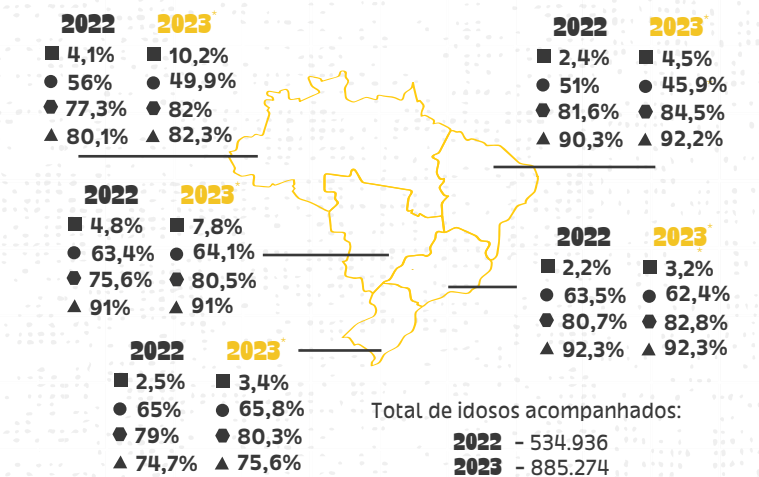 2022 2023*
■ 4,1% ■ 10,2%
● 56% ● 49,9%
⬢ 77,3% ⬢ 82%
▲ 80,1% ▲ 82,3%
2022 2023*
■ 2,4% ■ 4,5%
● 51% ● 45,9%
⬢ 81,6% ⬢ 84,5%
▲ 90,3% ▲ 92,2%
2022 2023*
■ 4,8% ■ 7,8%
● 63,4% ● 64,1%
⬢ 75,6% ⬢ 80,5%
▲ 91% ▲ 91%
2022 2023*
■ 2,2% ■ 3,2%
● 63,5% ● 62,4%
⬢ 80,7% ⬢ 82,8%
▲ 92,3% ▲ 92,3%
2022 2023*
■ 2,5% ■ 3,4%
● 65% ● 65,8%
⬢ 79% ⬢ 80,3%
▲ 74,7% ▲ 75,6%
Total de idosos acompanhados:
2022 - 534.936
2023 - 885.274